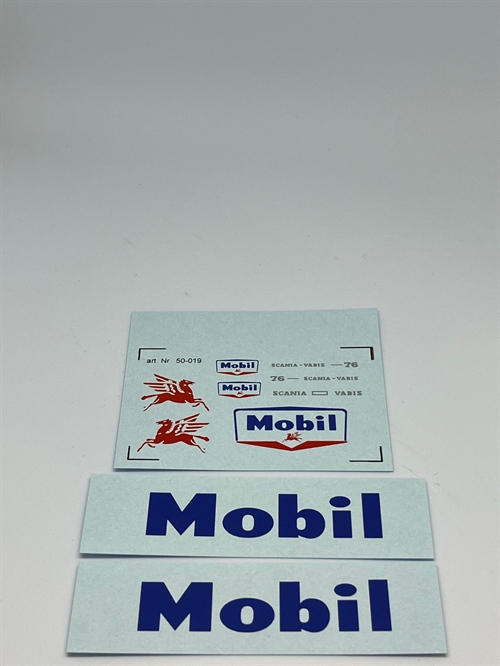 art. Nr 50-019
Mobil
SCANIA - VABIS — 76
Mobil
76 — SCANIA - VABIS
SCANIA VABIS
Mobil
Mobil
Mobil